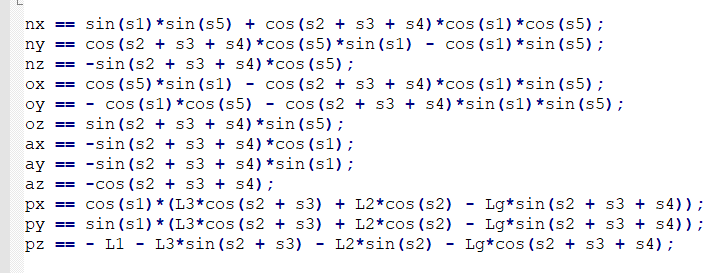 nx == sin(s1)*sin(s5) + cos(s2 + s3 + s4)*cos(s1)*cos(s5);
ny == cos(s2 + s3 + s4)*cos(s5)*sin(s1) - cos(s1)*sin(s5);
nz == -sin(s2 + s3 + s4)*cos(s5);
ox == cos(s5)*sin(s1) - cos(s2 + s3 + s4)*cos(s1)*sin(s5);
oy == - cos(s1)*cos(s5) - cos(s2 + s3 + s4)*sin(s1)*sin(s5);
oz == sin(s2 + s3 + s4)*sin(s5);
ax == -sin(s2 + s3 + s4)*cos(s1);
ay == -sin(s2 + s3 + s4)*sin(s1);
az == -cos(s2 + s3 + s4);
px == cos(s1)*(L3*cos(s2 + s3) + L2*cos(s2) - Lg*sin(s2 + s3 + s4));
py == sin(s1)*(L3*cos(s2 + s3) + L2*cos(s2) - Lg*sin(s2 + s3 + s4));
pz == - L1 - L3*sin(s2 + s3) - L2*sin(s2) - Lg*cos(s2 + s3 + s4);